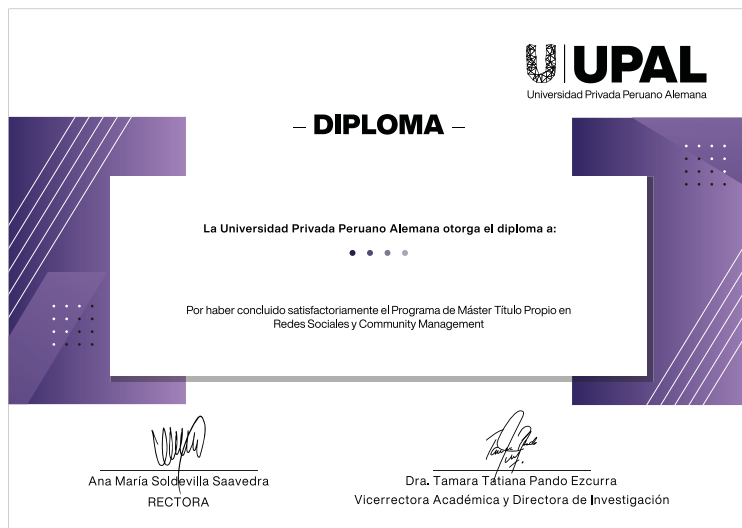 UPAL
Universidad Privada Peruano Alemana
– DIPLOMA –
La Universidad Privada Peruano Alemana otorga el diploma a:
Por haber concluido satisfactoriamente el Programa de Máster Título Propio en
Redes Sociales y Community Management
Ana María Soldevilla Saavedra
RECTORA
Dra. Tamara Tatiana Pando Ezcurra
Vicerrectora Académica y Directora de Investigación